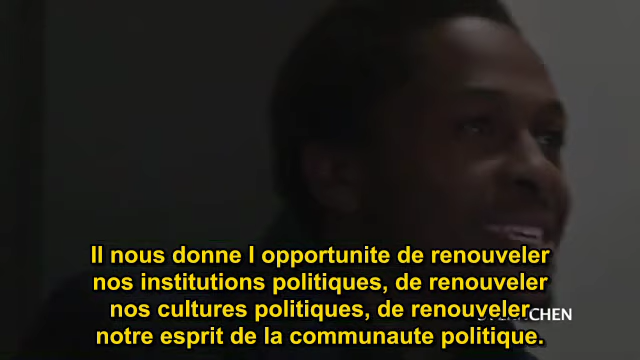 Il nous donne l opportunite de renouveler
nos institutions politiques, de renouveler
nos cultures politiques, de renouveler
notre esprit de la communaute politique.